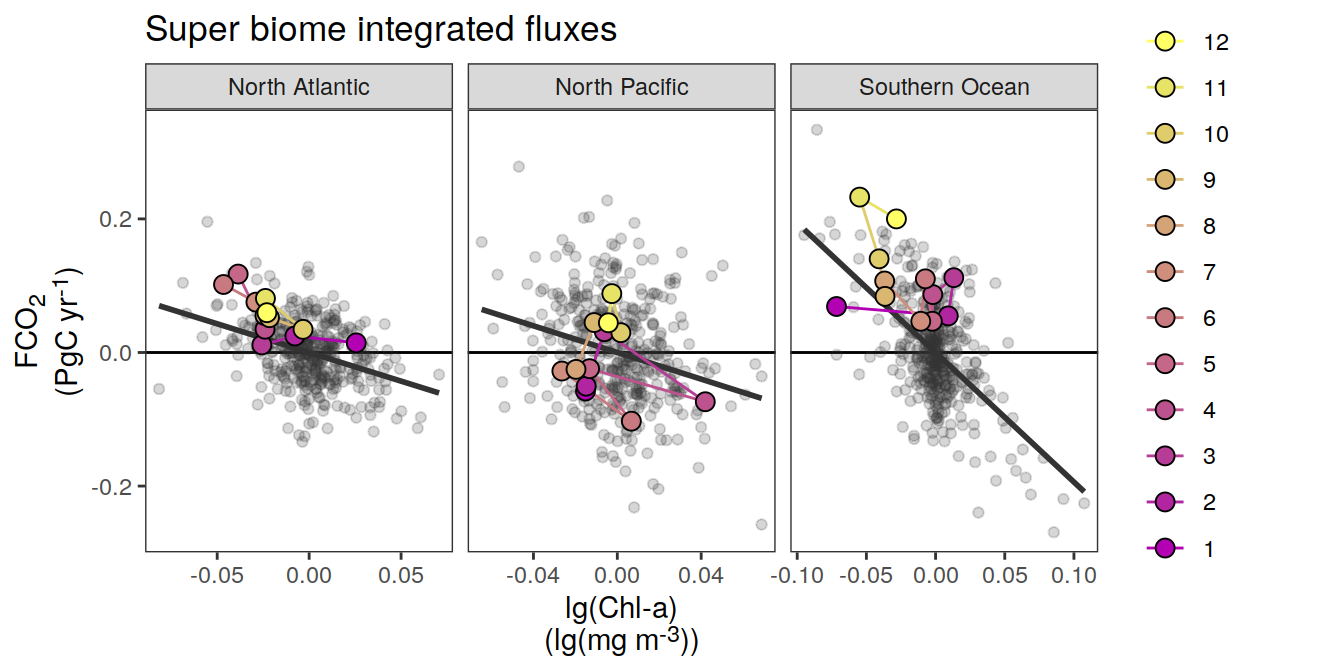 Super biome integrated fluxes
North Atlantic
North Pacific
Southern Ocean
FCO2
(PgC yr-1)
0.2
0.0
-0.2
-0.05 0.00 0.05
-0.04 0.00 0.04
-0.10 -0.05 0.00 0.05 0.10
lg(Chl-a)
(lg(mg m-3))
12
11
10
9
8
7
6
5
4
3
2
1